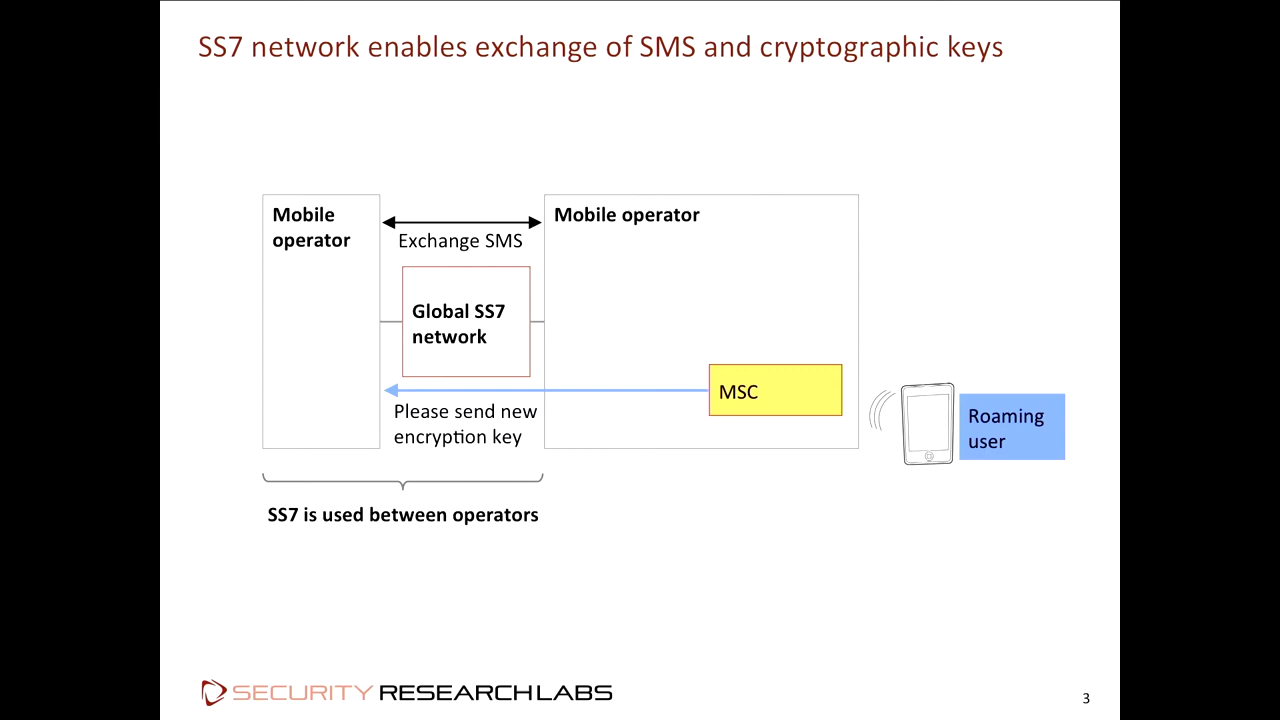 SS7 network enables exchange of SMS and cryptographic keys
Mobile
operator
Exchange SMS
Mobile operator
Global SS7
network
MSC
Please send new
encryption key
Roaming
user
SS7 is used between operators
SECURITY RESEARCH LABS
3